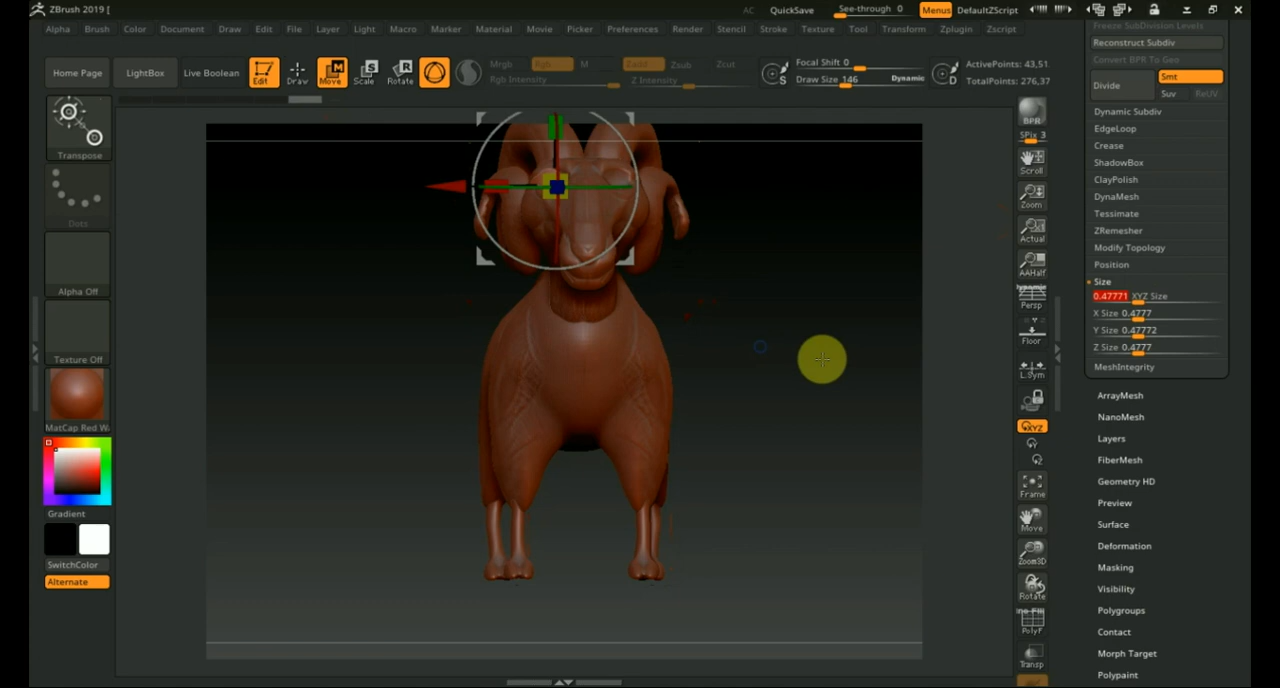 ZBrush 2019 [
AC QuickSave See-through 0 Menus DefaultZScript
Alpha Brush Color Document Draw Edit File Layer Light Macro Marker Material Movie Picker Preferences Render Stencil Stroke Texture Tool Transform Zplugin Zscript
Home Page LightBox Live Boolean Edit Draw Move Scale Rotate
Mrgb Rgb M Zadd Zsub Zcut
Rgb Intensity Z Intensity
Focal Shift 0
Draw Size 146 Dynamic
ActivePoints: 43,51
TotalPoints: 276,37
Transpose
Dots
Alpha Off
Texture Off
MatCap Red W
Gradient
SwitchColor
Alternate
BPR
SPix 3
Scroll
Zoom
Actual
AAHalf
Persp
Floor
L.Sym
XYZ
Frame
Move
Zoom3D
Rotate
PolyF
Transp
Freeze SubDivision Levels
Reconstruct Subdiv
Convert BPR To Geo
Divide Smt
Suv ReUV
Dynamic Subdiv
EdgeLoop
Crease
ShadowBox
ClayPolish
DynaMesh
Tessimate
ZRemesher
Modify Topology
Position
Size
0.47771 XYZ Size
X Size 0.4777
Y Size 0.47772
Z Size 0.4777
MeshIntegrity
ArrayMesh
NanoMesh
Layers
FiberMesh
Geometry HD
Preview
Surface
Deformation
Masking
Visibility
Polygroups
Contact
Morph Target
Polypaint